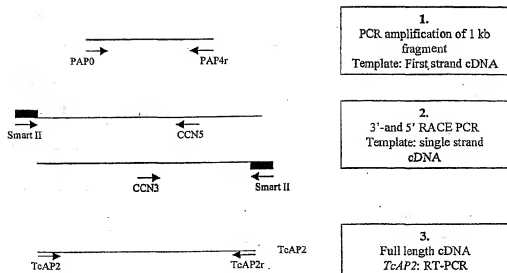 1.
PCR amplification of 1 kb
fragment
Template: First strand cDNA
PAP0
PAP4r
2.
3'-and 5' RACE PCR
Template: single strand
cDNA
Smart II
CCN5
CCN3
Smart II
3.
Full length cDNA
TcAP2: RT-PCR
TcAP2
TcAP2
TcAP2r